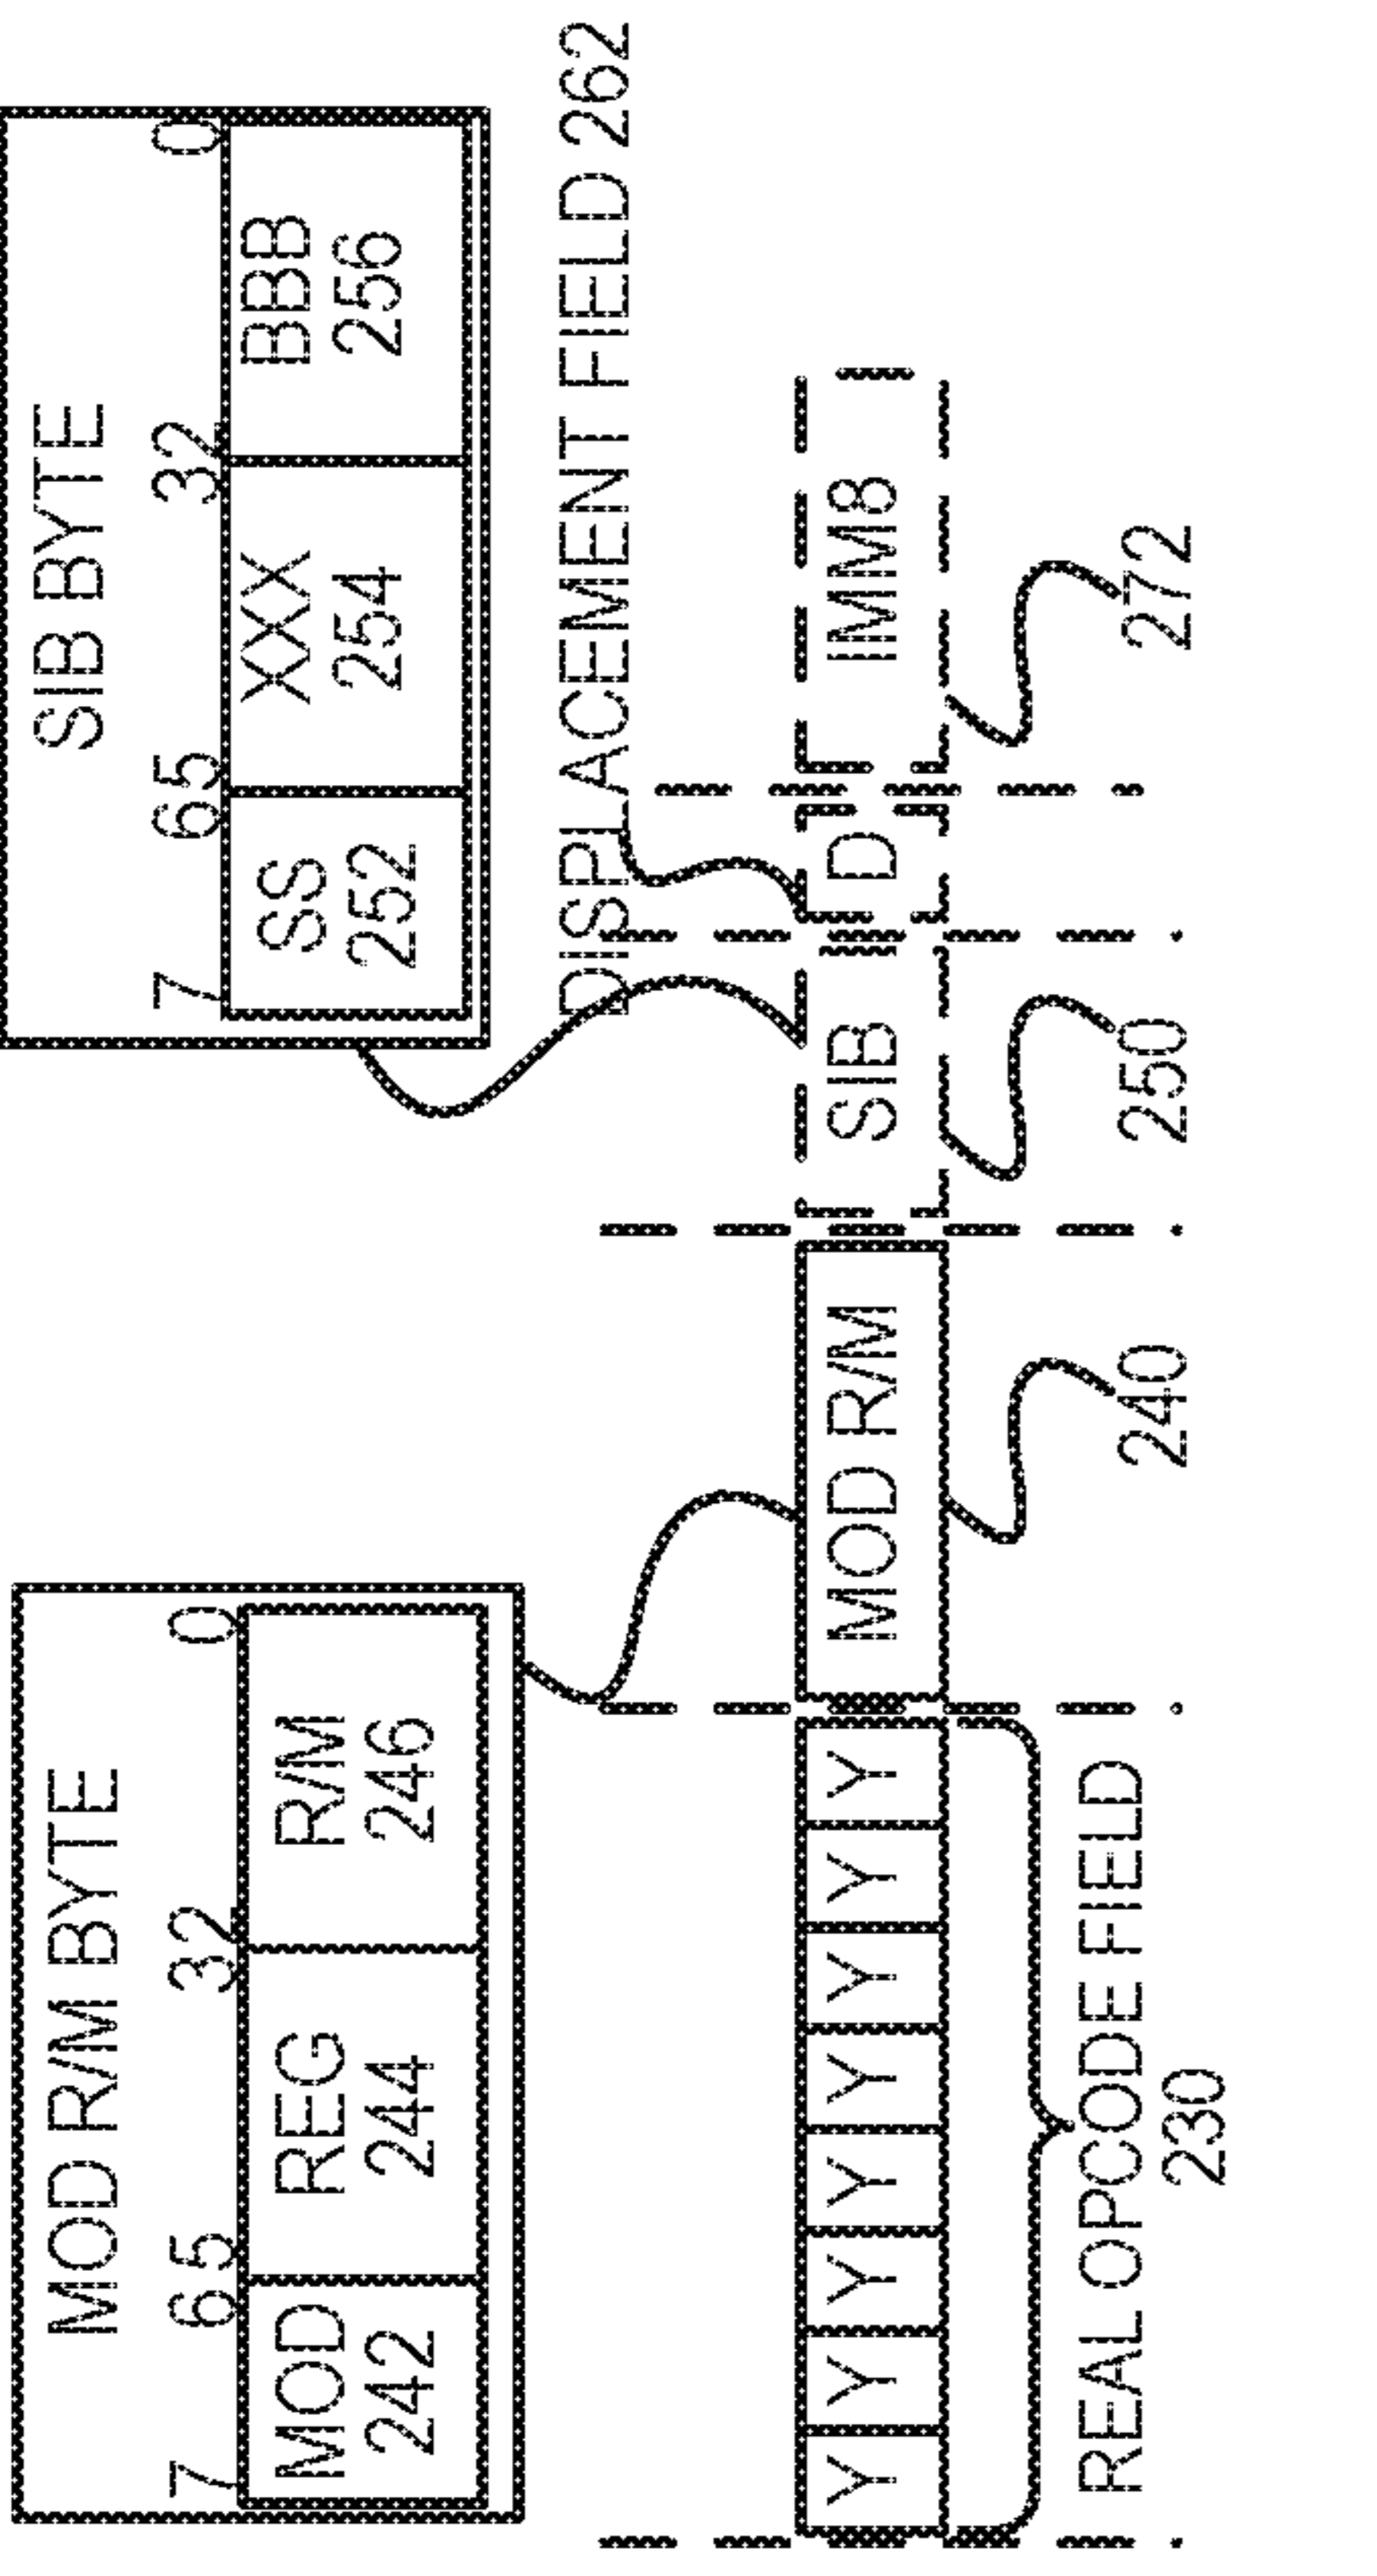 MOD R/M BYTE
7 6 5 3 2 0
MOD REG R/M
242 244 246
SIB BYTE
7 6 5 3 2 0
SS XXX BBB
252 254 256
DISPLACEMENT FIELD 262
Y Y Y Y Y Y Y Y MOD R/M SIB D IMM8
REAL OPCODE FIELD
230
240 250 272